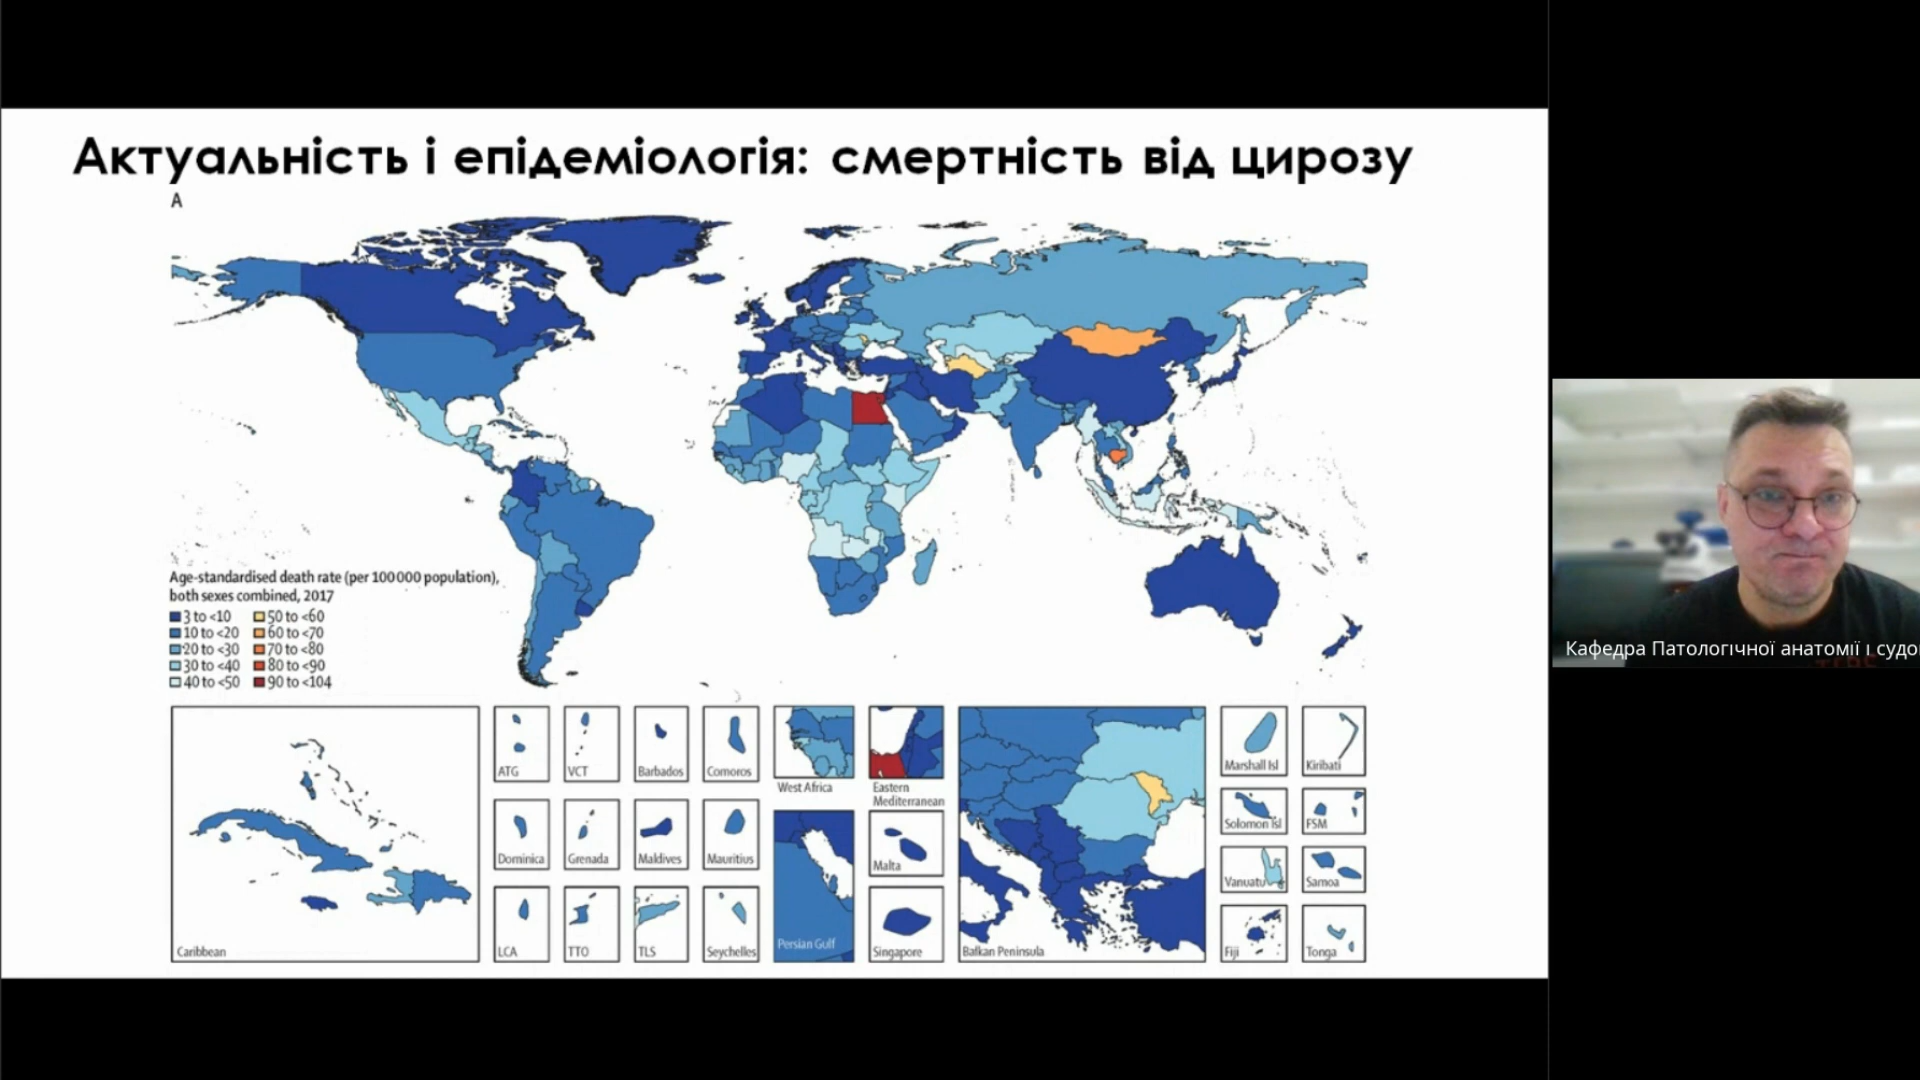 Актуальність і епідеміологія: смертність від цирозу
A
Age-standardised death rate (per 100 000 population),
both sexes combined, 2017
3 to <10
50 to <60
10 to <20
60 to <70
20 to <30
70 to <80
30 to <40
80 to <90
40 to <50
90 to <104
Caribbean
ATG
VCT
Barbados
Comoros
West Africa
Eastern
Mediterranean
Marshall Isl
Kiribati
Solomon Isl
FSM
Dominica
Grenada
Maldives
Mauritius
Malta
Vanuatu
Samoa
LCA
TTO
TLS
Seychelles
Persian Gulf
Singapore
Balkan Peninsula
Fiji
Tonga
Кафедра Патологічної анатомії і судо